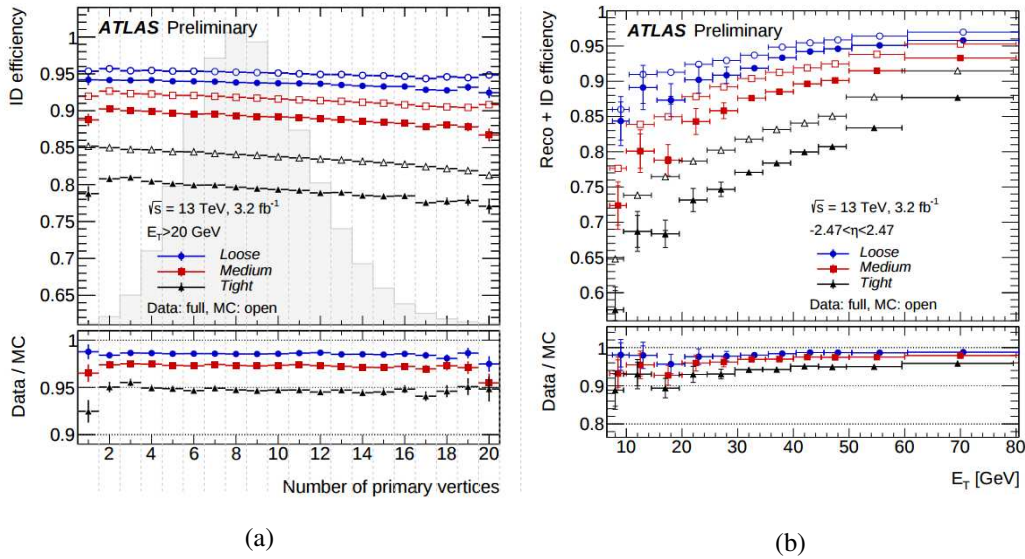 ATLAS Preliminary
ID efficiency
1
0.95
0.9
0.85
0.8
0.75
0.7
0.65
√s = 13 TeV, 3.2 fb⁻¹
E_T>20 GeV
Loose
Medium
Tight
Data: full, MC: open
Data / MC
1
0.95
0.9
2 4 6 8 10 12 14 16 18 20
Number of primary vertices
(a)
ATLAS Preliminary
Reco + ID efficiency
1
0.95
0.9
0.85
0.8
0.75
0.7
0.65
0.6
√s = 13 TeV, 3.2 fb⁻¹
-2.47<η<2.47
Loose
Medium
Tight
Data: full, MC: open
Data / MC
1
0.9
0.8
10 20 30 40 50 60 70 80
E_T [GeV]
(b)